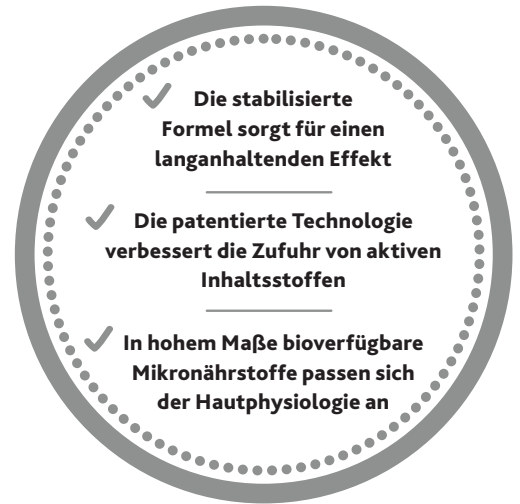 Die stabilisierte
Formel sorgt für einen
langanhaltenden Effekt
Die patentierte Technologie
verbessert die Zufuhr von aktiven
Inhaltsstoffen
In hohem Maße bioverfügbare
Mikronährstoffe passen sich
der Hautphysiologie an